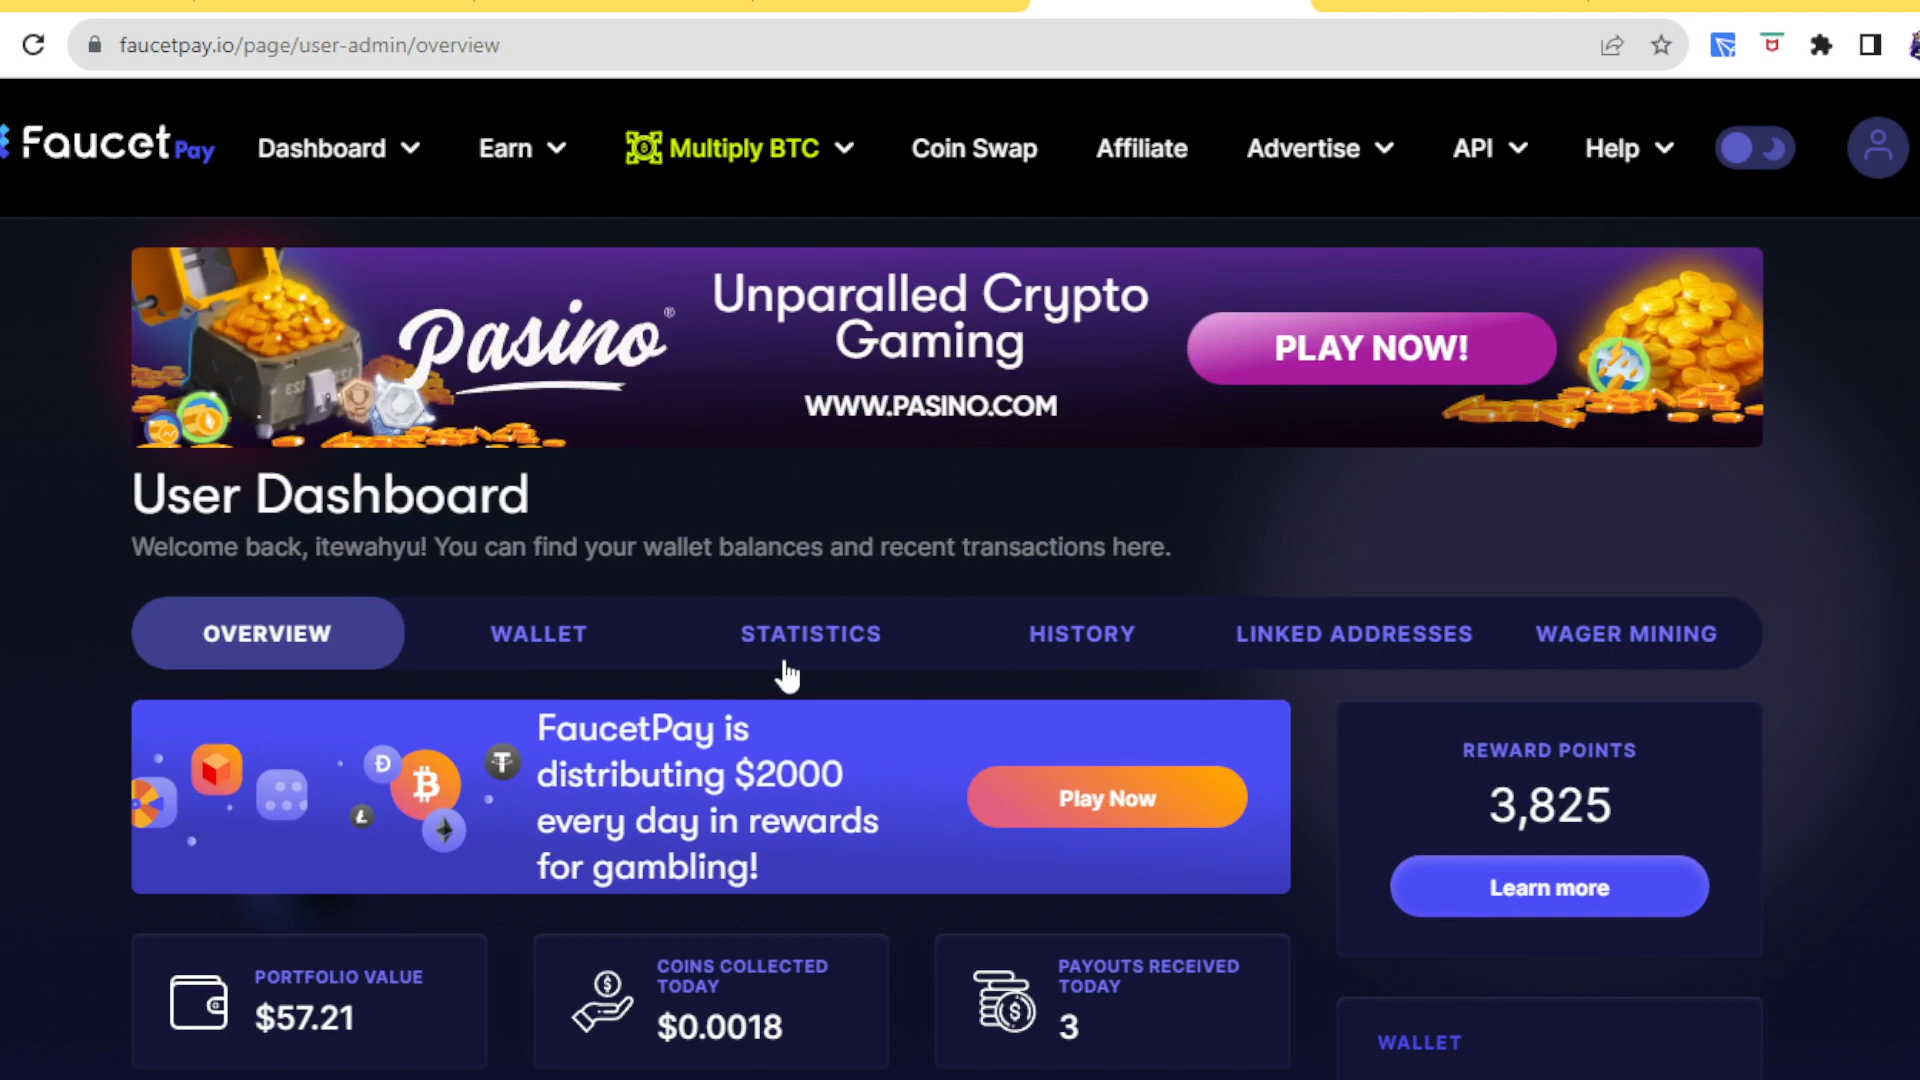 faucetpay.io/page/user-admin/overview
Faucet Pay
Dashboard
Earn
Multiply BTC
Coin Swap
Affiliate
Advertise
API
Help
Pasino®
Unparalled Crypto
Gaming
WWW.PASINO.COM
PLAY NOW!
User Dashboard
Welcome back, itewahyu! You can find your wallet balances and recent transactions here.
OVERVIEW
WALLET
STATISTICS
HISTORY
LINKED ADDRESSES
WAGER MINING
FaucetPay is
distributing $2000
every day in rewards
for gambling!
Play Now
REWARD POINTS
3,825
Learn more
PORTFOLIO VALUE
$57.21
COINS COLLECTED
TODAY
$0.0018
PAYOUTS RECEIVED
TODAY
3
WALLET